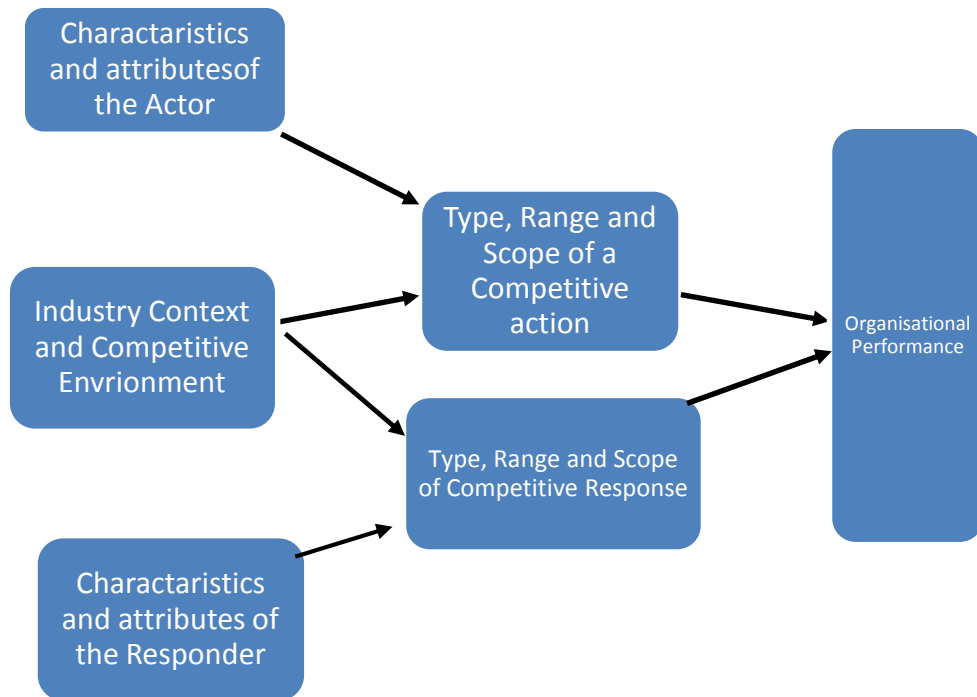 Charactaristics
and attributesof
the Actor
Type, Range and
Scope of a
Competitive
action
Industry Context
and Competitive
Envrionment
Organisational
Performance
Type, Range and Scope
of Competitive Response
Charactaristics
and attributes of
the Responder